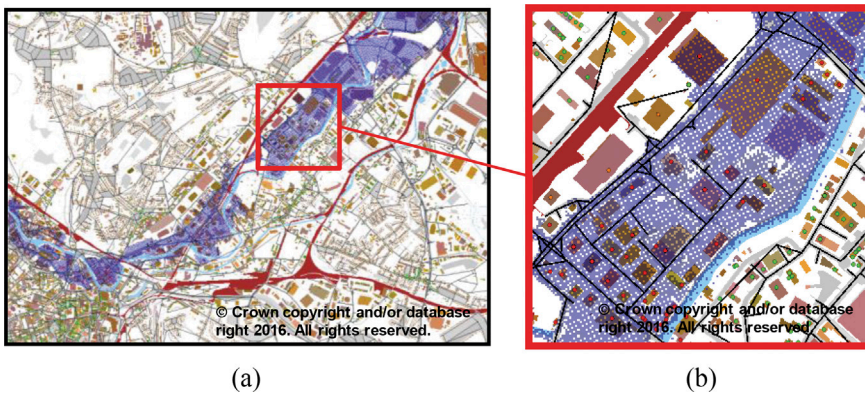 © Crown copyright and/or database
right 2016. All rights reserved.
© Crown copyright and/or database
right 2016. All rights reserved.
(a)
(b)